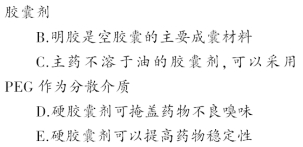 胶囊剂
B.明胶是空胶囊的主要成囊材料
C.主药不溶于油的胶囊剂,可以采用
PEG 作为分散介质
D.硬胶囊剂可掩盖药物不良嗅味
E.硬胶囊剂可以提高药物稳定性